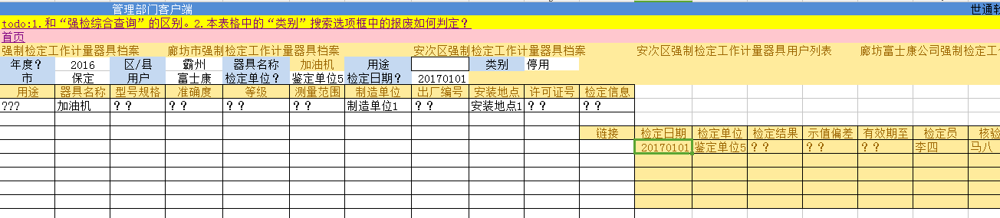 管理部门客户端 世通软
todo:1.和“强检综合查询”的区别。2.本表格中的“类别”搜索选项框中的报废如何判定？
首页
强制检定工作计量器具档案 廊坊市强制检定工作计量器具档案 安次区强制检定工作计量器具档案 安次区强制检定工作计量器具用户列表 廊坊富士康公司强制检定工
年度？ 2016 区/县 霸州 器具名称 加油机 用途 类别 停用
市 保定 用户 富士康 检定单位？ 鉴定单位5 检定日期？ 20170101
用途 器具名称 型号规格 准确度 等级 测量范围 制造单位 出厂编号 安装地点 许可证号 检定信息
??? 加油机 ？？ ？？ ？？ ？？ 制造单位1 ？？ 安装地点1 ？？ ？？
链接 检定日期 检定单位 检定结果 示值偏差 有效期至 检定员 核验
20170101 鉴定单位5 ？？ ？？ ？？ 李四 马八